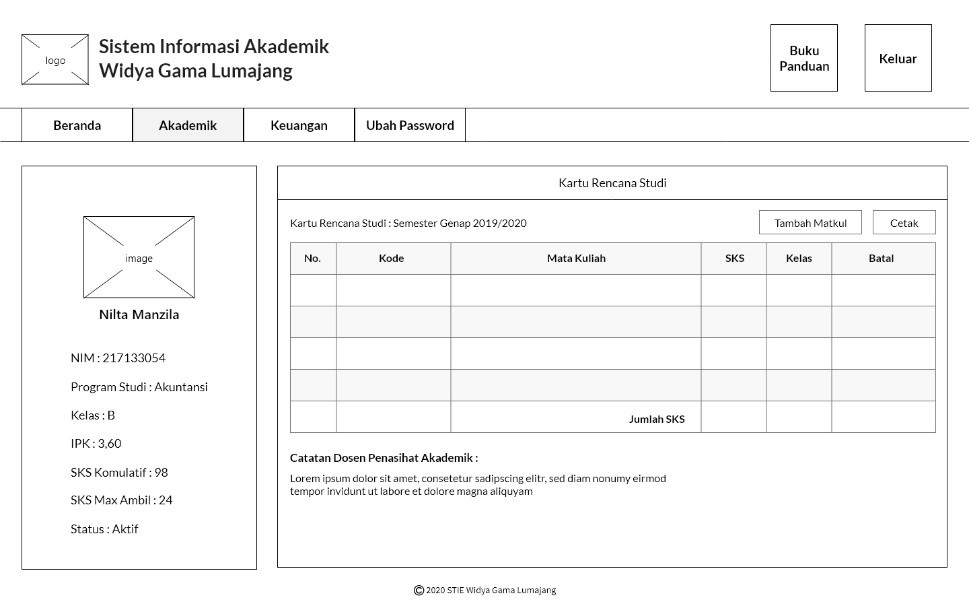 logo
Sistem Informasi Akademik
Widya Gama Lumajang
Buku
Panduan
Keluar
Beranda
Akademik
Keuangan
Ubah Password
image
Nilta Manzila
NIM : 217133054
Program Studi : Akuntansi
Kelas : B
IPK : 3,60
SKS Komulatif : 98
SKS Max Ambil : 24
Status : Aktif
Kartu Rencana Studi
Kartu Rencana Studi : Semester Genap 2019/2020
Tambah Matkul
Cetak
No. Kode Mata Kuliah SKS Kelas Batal
Jumlah SKS
Catatan Dosen Penasihat Akademik :
Lorem ipsum dolor sit amet, consetetur sadipscing elitr, sed diam nonumy eirmod
tempor invidunt ut labore et dolore magna aliquyam
© 2020 STIE Widya Gama Lumajang